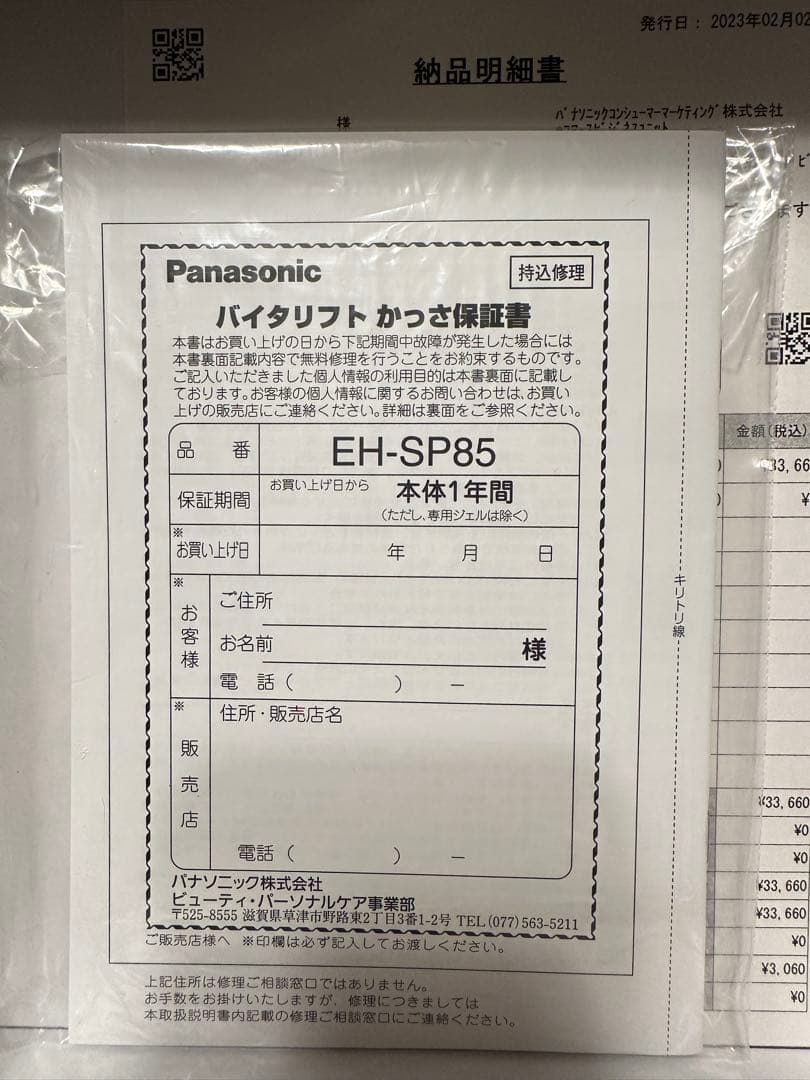 発行日： 2023年02月02
納品明細書
様
ﾊﾟﾅｿﾆｯｸｺﾝｼｭｰﾏｰﾏｰｹﾃｨﾝｸﾞ株式会社
Panasonic
持込修理
バイタリフト かっさ保証書
本書はお買い上げの日から下記期間中故障が発生した場合には
本書裏面記載内容で無料修理を行うことをお約束するものです。
ご記入いただきました個人情報の利用目的は本書裏面に記載し
ております。お客様の個人情報に関するお問い合わせは、お買い
上げの販売店にご連絡ください。詳細は裏面をご参照ください。
品 番
EH-SP85
保証期間
お買い上げ日から 本体1年間
(ただし、専用ジェルは除く)
※
お買い上げ日
年 月 日
※
お客様
ご住所
お名前
様
電 話 ( ) －
※
販売店
住所・販売店名
電話 ( ) －
パナソニック株式会社
ビューティ・パーソナルケア事業部
〒525-8555 滋賀県草津市野路東2丁目3番1-2号 TEL (077) 563-5211
ご販売店様へ ※印欄は必ず記入してお渡しください。
上記住所は修理ご相談窓口ではありません。
お手数をお掛けいたしますが、修理につきましては
本取扱説明書内記載の修理ご相談窓口にご連絡ください。
キリトリ線
ます
金額(税込)
¥33,66
¥
¥33,660
¥0
¥0
¥33,660
¥33,660
¥0
¥3,060
¥0